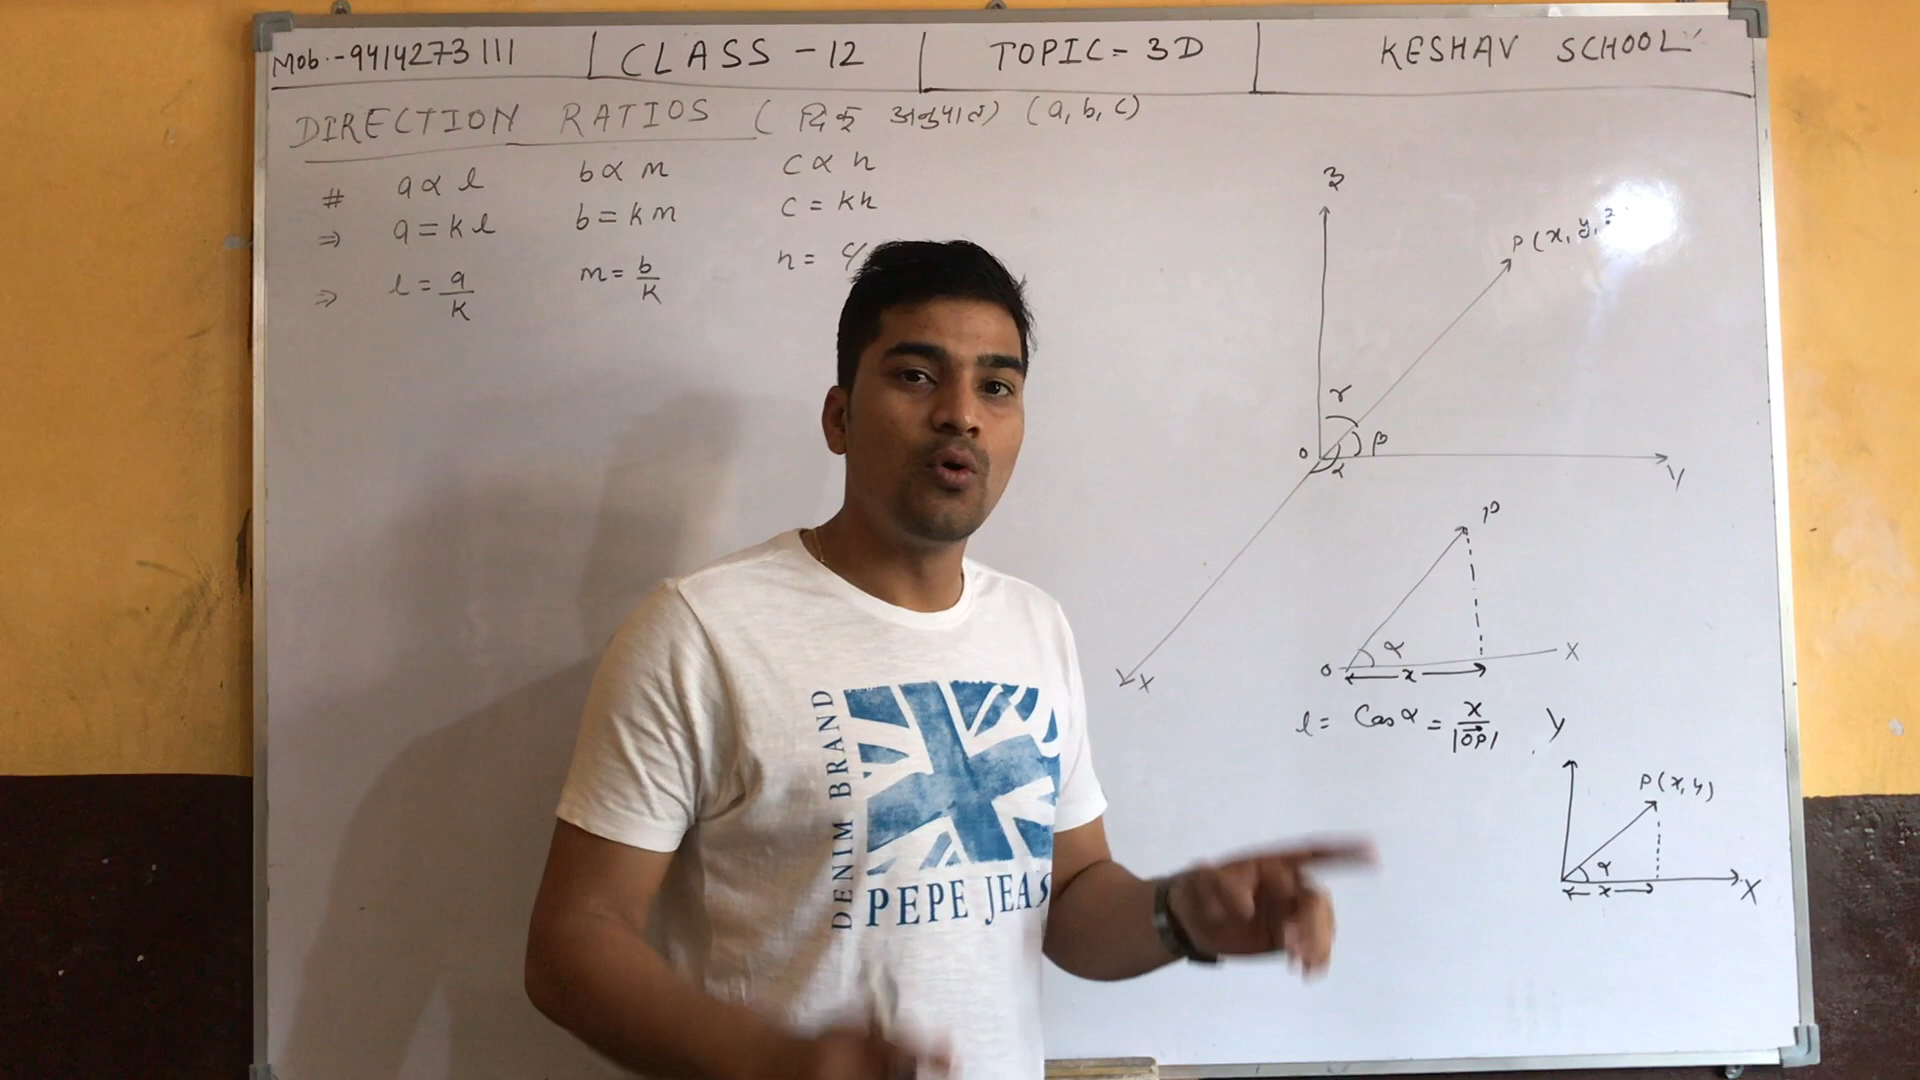 Mob.-9414273111 CLASS - 12 TOPIC = 3D KESHAV SCHOOL
DIRECTION RATIOS (दिक् अनुपात) (a, b, c)
# a ∝ l b ∝ m c ∝ n
⇒ a = kl b = km c = kn
⇒ l = a/k m = b/k n = c/
z
P(x, y, z
γ
β
α
O
Y
X
P
α
O
x
X
l = Cos α = x/|OP|
Y
P(x, y)
α
x
X
DENIM BRAND
PEPE JEAS